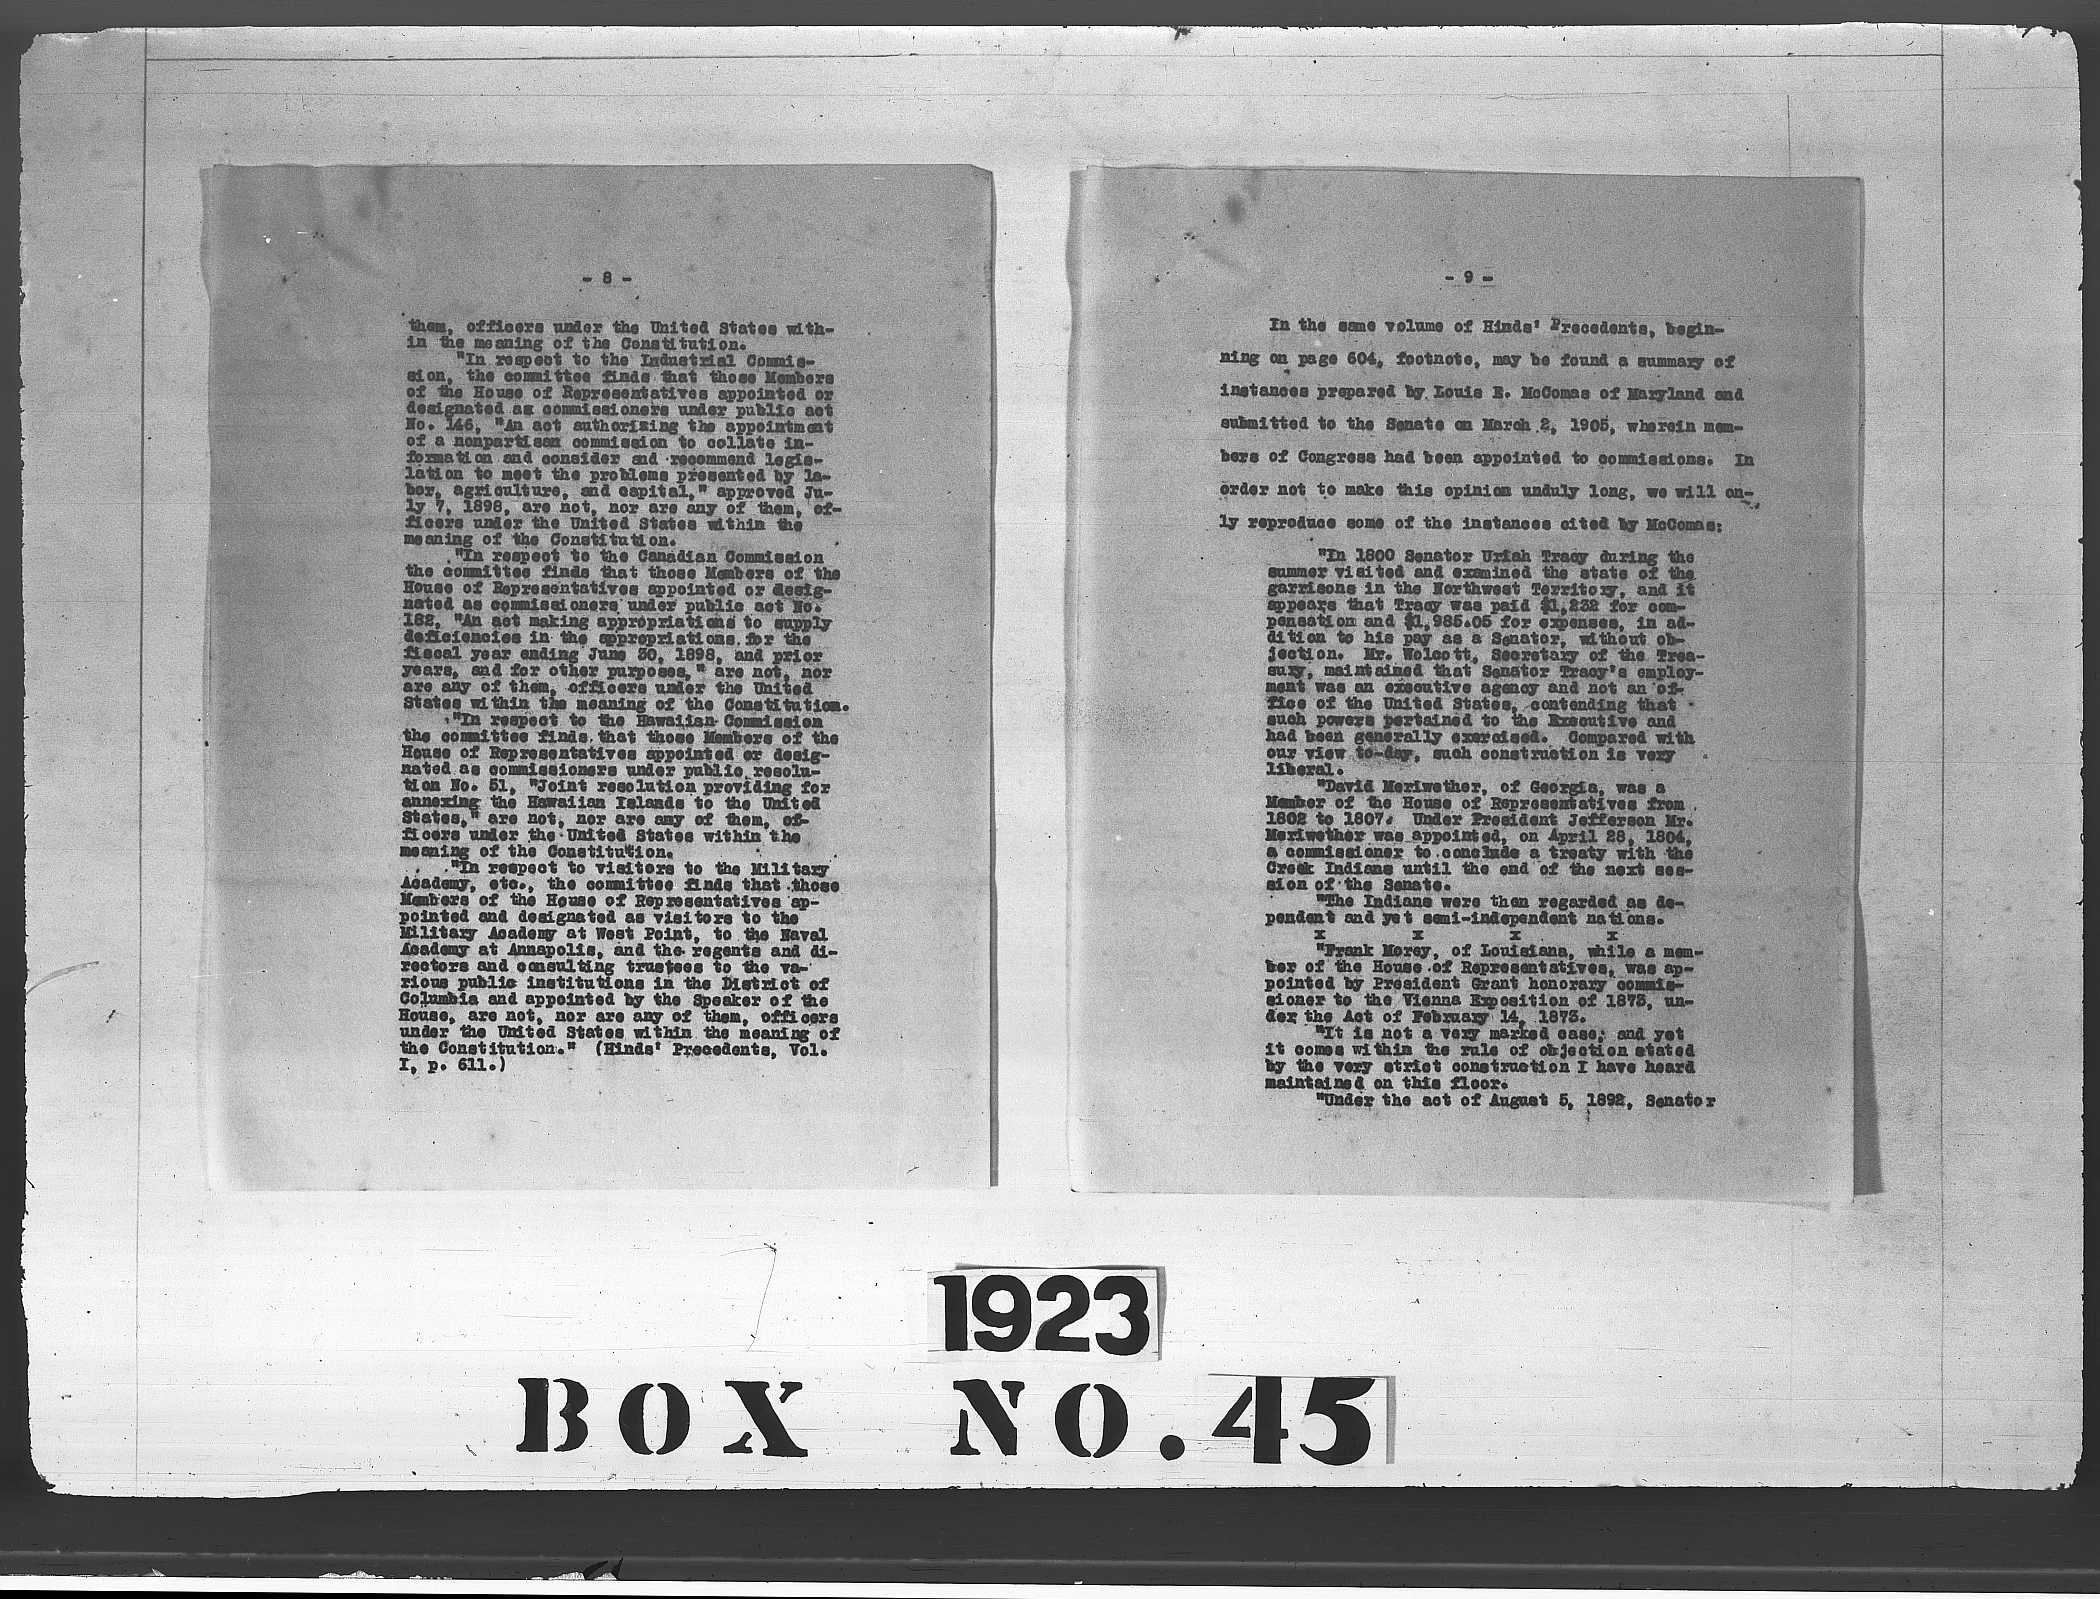 - 8 -
them, officers under the United States with-
in the meaning of the Constitution.
"In respect to the Industrial Commis-
sion, the committee finds that those Members
of the House of Representatives appointed or
designated as commissioners under public act
No. 146, "An act authorizing the appointment
of a nonpartisan commission to collate in-
formation and consider and recommend legis-
lation to meet the problems presented by la-
bor, agriculture, and capital," approved Ju-
ly 7, 1898, are not, nor are any of them, of-
ficers under the United States within the
meaning of the Constitution.
"In respect to the Canadian Commission
the committee finds that those Members of the
House of Representatives appointed or desig-
nated as commissioners under public act No.
182, "An act making appropriations to supply
deficiencies in the appropriations for the
fiscal year ending June 30, 1898, and prior
years, and for other purposes," are not, nor
are any of them, officers under the United
States within the meaning of the Constitution.
"In respect to the Hawaiian Commission
the committee finds that those Members of the
House of Representatives appointed or desig-
nated as commissioners under public resolu-
tion No. 51, "Joint resolution providing for
annexing the Hawaiian Islands to the United
States," are not, nor are any of them, of-
ficers under the United States within the
meaning of the Constitution.
"In respect to visitors to the Military
Academy, etc., the committee finds that those
Members of the House of Representatives ap-
pointed and designated as visitors to the
Military Academy at West Point, to the Naval
Academy at Annapolis, and the regents and di-
rectors and consulting trustees to the va-
rious public institutions in the District of
Columbia and appointed by the Speaker of the
House, are not, nor are any of them, officers
under the United States within the meaning of
the Constitution." (Hinds' Precedents, Vol.
I, p. 611.)
- 9 -
In the same volume of Hinds' Precedents, begin-
ning on page 604, footnote, may be found a summary of
instances prepared by Louis E. McComas of Maryland and
submitted to the Senate on March 2, 1905, wherein mem-
bers of Congress had been appointed to commissions. In
order not to make this opinion unduly long, we will on-
ly reproduce some of the instances cited by McComas:
"In 1800 Senator Uriah Tracy during the
summer visited and examined the state of the
garrisons in the Northwest Territory, and it
appears that Tracy was paid $1,232 for com-
pensation and $1,985.05 for expenses, in ad-
dition to his pay as a Senator, without ob-
jection. Mr. Wolcott, Secretary of the Trea-
sury, maintained that Senator Tracy's employ-
ment was an executive agency and not an of-
fice of the United States, contending that
such powers pertained to the Executive and
had been generally exercised. Compared with
our view to-day, such construction is very
liberal.
"David Meriwether, of Georgia, was a
Member of the House of Representatives from
1802 to 1807. Under President Jefferson Mr.
Meriwether was appointed, on April 28, 1804,
a commissioner to conclude a treaty with the
Creek Indians until the end of the next ses-
sion of the Senate.
"The Indians were then regarded as de-
pendent and yet semi-independent nations.
x x x x
"Frank Morey, of Louisiana, while a mem-
ber of the House of Representatives, was ap-
pointed by President Grant honorary commis-
sioner to the Vienna Exposition of 1873, un-
der the Act of February 14, 1873.
"It is not a very marked case; and yet
it comes within the rule of objection stated
by the very strict construction I have heard
maintained on this floor.
"Under the act of August 5, 1892, Senator
1923
BOX NO. 45